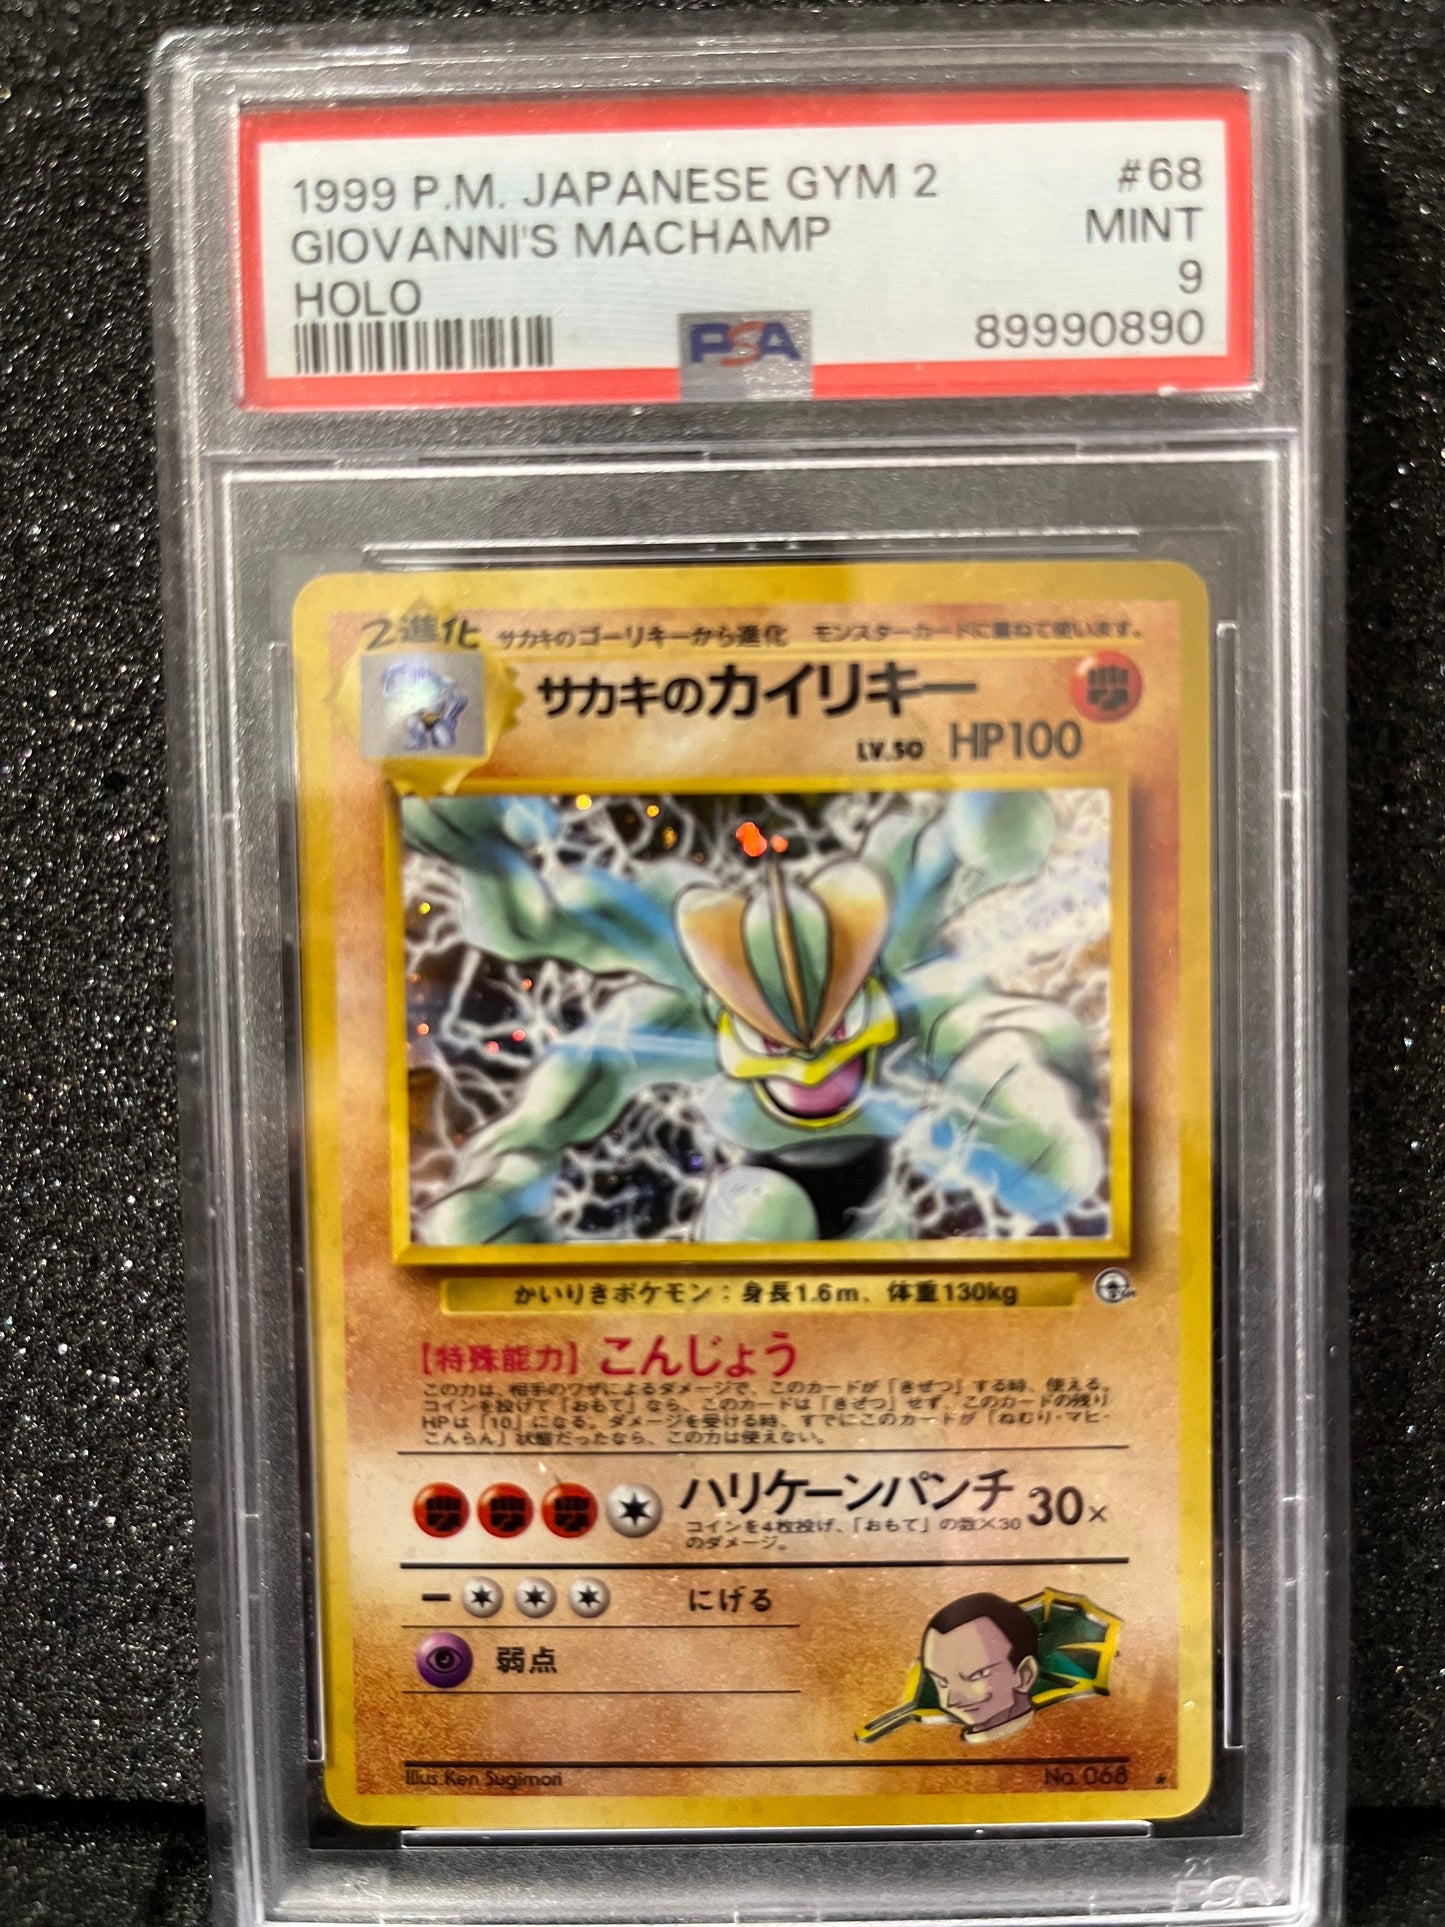 1999 P.M. JAPANESE GYM 2 #68
GIOVANNI'S MACHAMP MINT
HOLO 9
PSA 89990890
2進化 サカキのゴーリキーから進化 モンスターカードに重ねて使います。
サカキのカイリキー
LV.50 HP100
かいりきポケモン：身長1.6m、体重130kg
【特殊能力】こんじょう
この力は、相手のワザによるダメージで、このカードが「きぜつ」する時、使える。
コインを投げて「おもて」なら、このカードは「きぜつ」せず、このカードの残り
HPは「10」になる。ダメージを受ける時、すでにこのカードが「ねむり・マヒ・
こんらん」状態だったなら、この力は使えない。
ハリケーンパンチ 30×
コインを4枚投げ、「おもて」の数×30
のダメージ。
にげる
弱点
Illus. Ken Sugimori No. 068
PSA